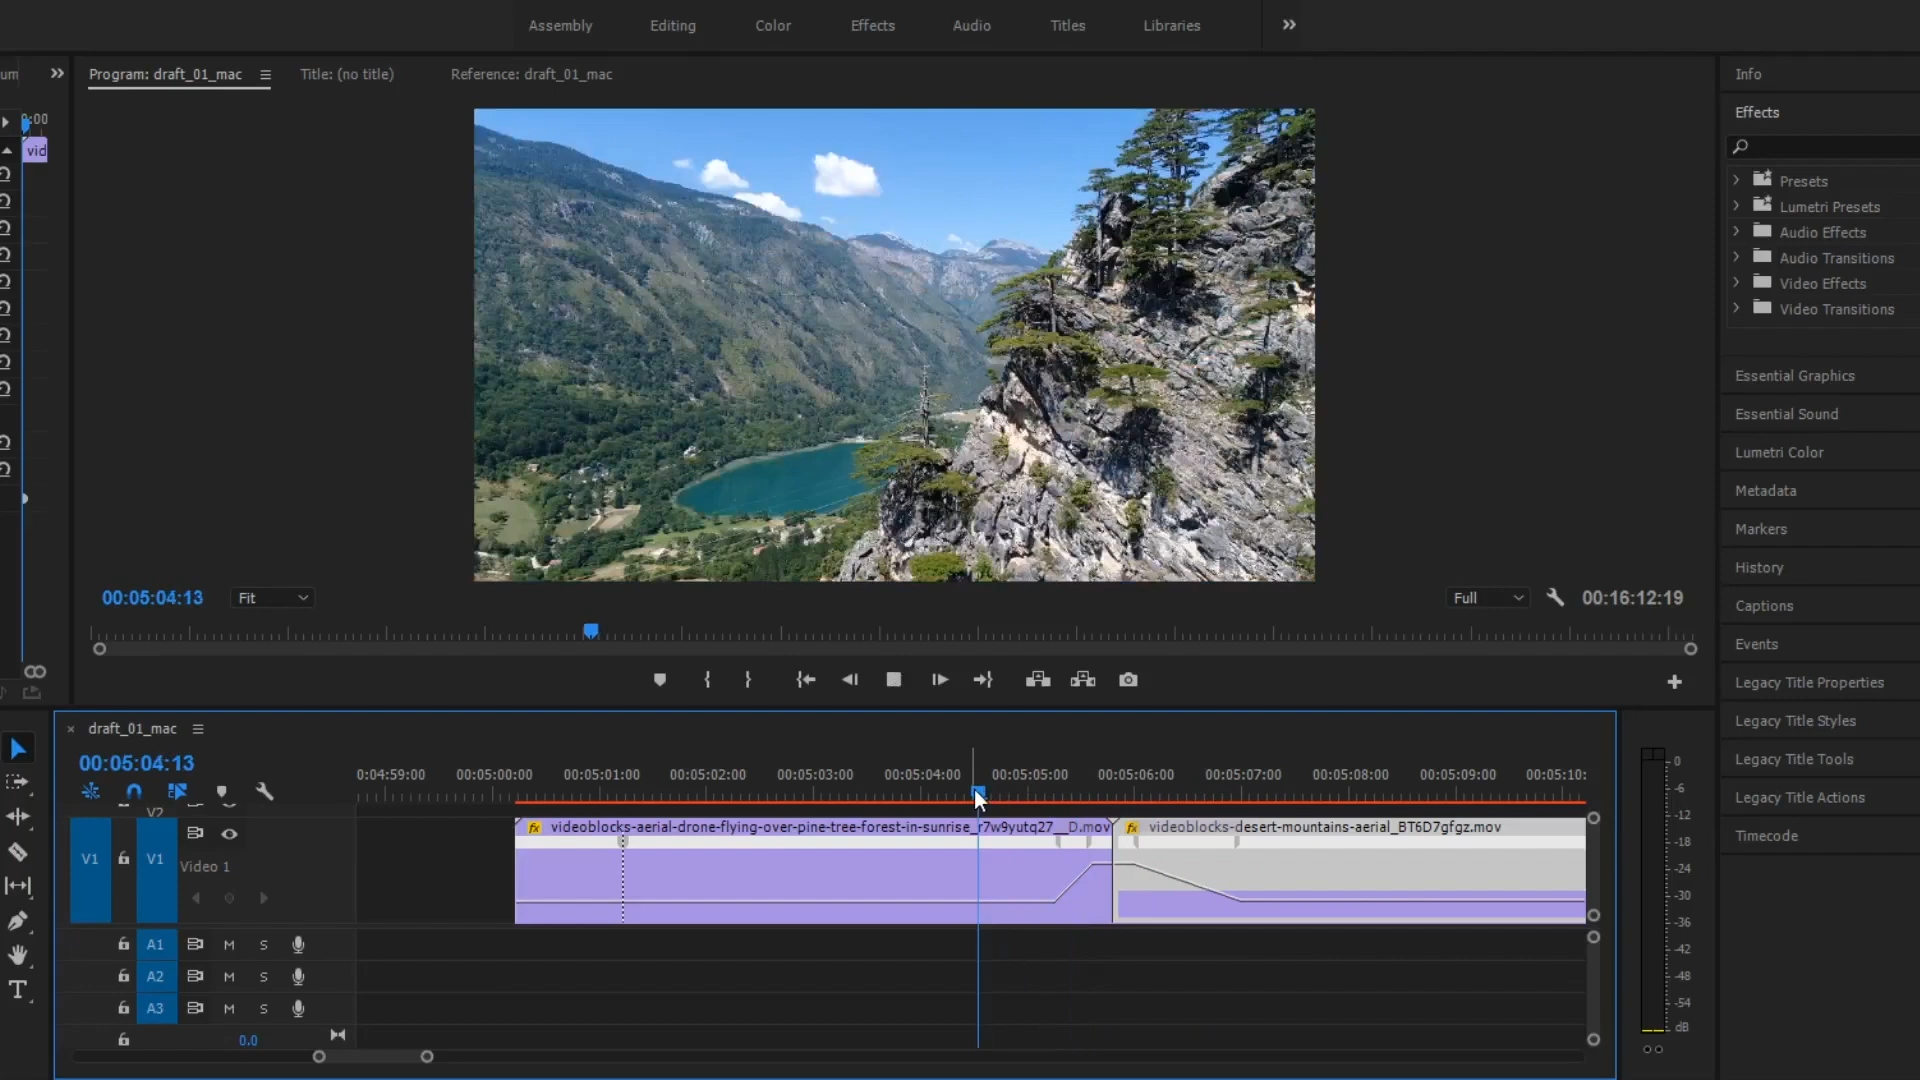 Assembly Editing Color Effects Audio Titles Libraries
um Program: draft_01_mac Title: (no title) Reference: draft_01_mac Info
Effects
:00
vid
Presets
Lumetri Presets
Audio Effects
Audio Transitions
Video Effects
Video Transitions
Essential Graphics
Essential Sound
Lumetri Color
Metadata
Markers
History
Captions
Events
Legacy Title Properties
Legacy Title Styles
Legacy Title Tools
Legacy Title Actions
Timecode
00:05:04:13 Fit Full 00:16:12:19
draft_01_mac
00:05:04:13
0:04:59:00 00:05:00:00 00:05:01:00 00:05:02:00 00:05:03:00 00:05:04:00 00:05:05:00 00:05:06:00 00:05:07:00 00:05:08:00 00:05:09:00 00:05:10:
V2
fx videoblocks-aerial-drone-flying-over-pine-tree-forest-in-sunrise_r7w9yutq27__D.mov fx videoblocks-desert-mountains-aerial_BT6D7gfgz.mov
V1 V1 Video 1
A1 M S
A2 M S
A3 M S
0.0
T
0
-6
-12
-18
-24
-30
-36
-42
-48
-54
dB